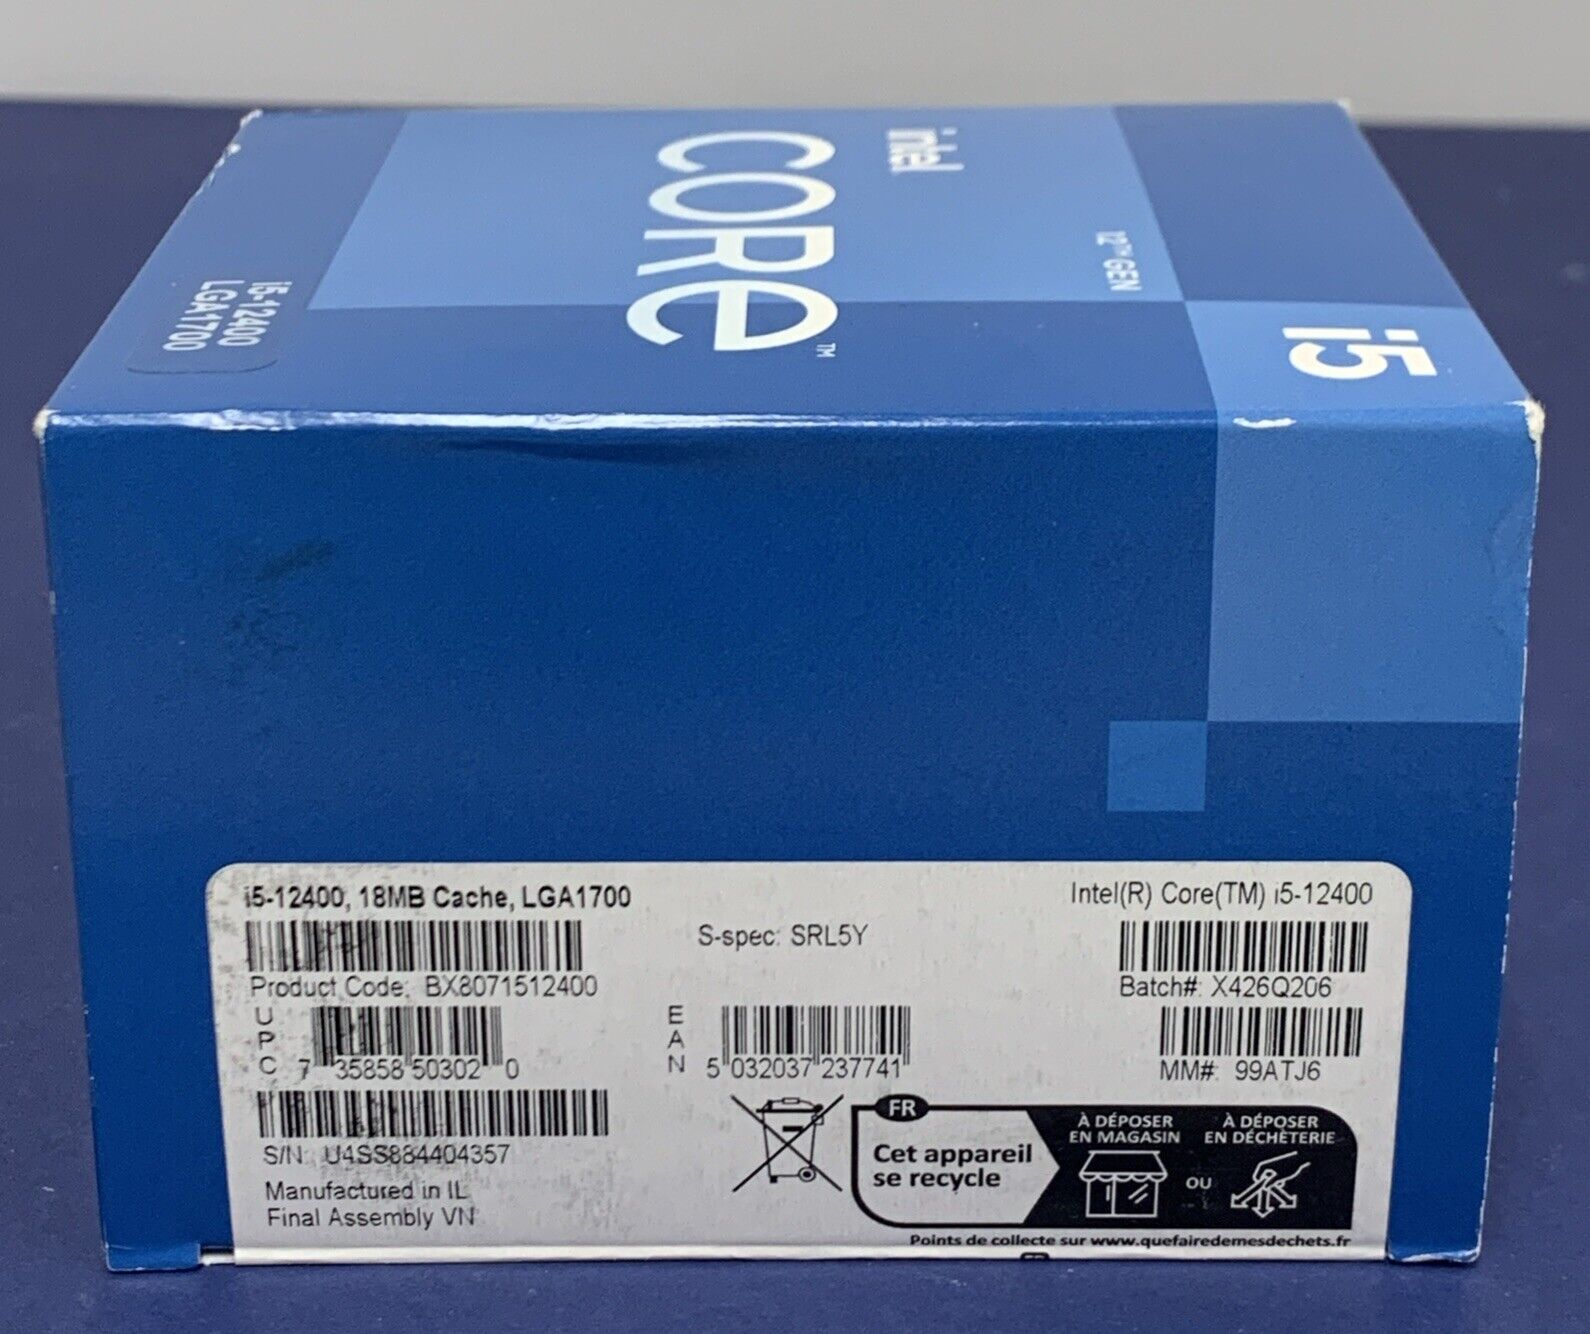 intel
CORe™
12TH GEN
i5
i5-12400
LGA1700
i5-12400, 18MB Cache, LGA1700
Intel(R) Core(TM) i5-12400
S-spec: SRL5Y
Product Code: BX8071512400
Batch#: X426Q206
UPC
7 35858 50302 0
EAN
5 032037 237741
MM#: 99ATJ6
S/N: U4SS884404357
Manufactured in IL
Final Assembly VN
FR
Cet appareil
se recycle
À DÉPOSER
EN MAGASIN
OU
À DÉPOSER
EN DÉCHÈTERIE
Points de collecte sur www.quefairedemesdechets.fr